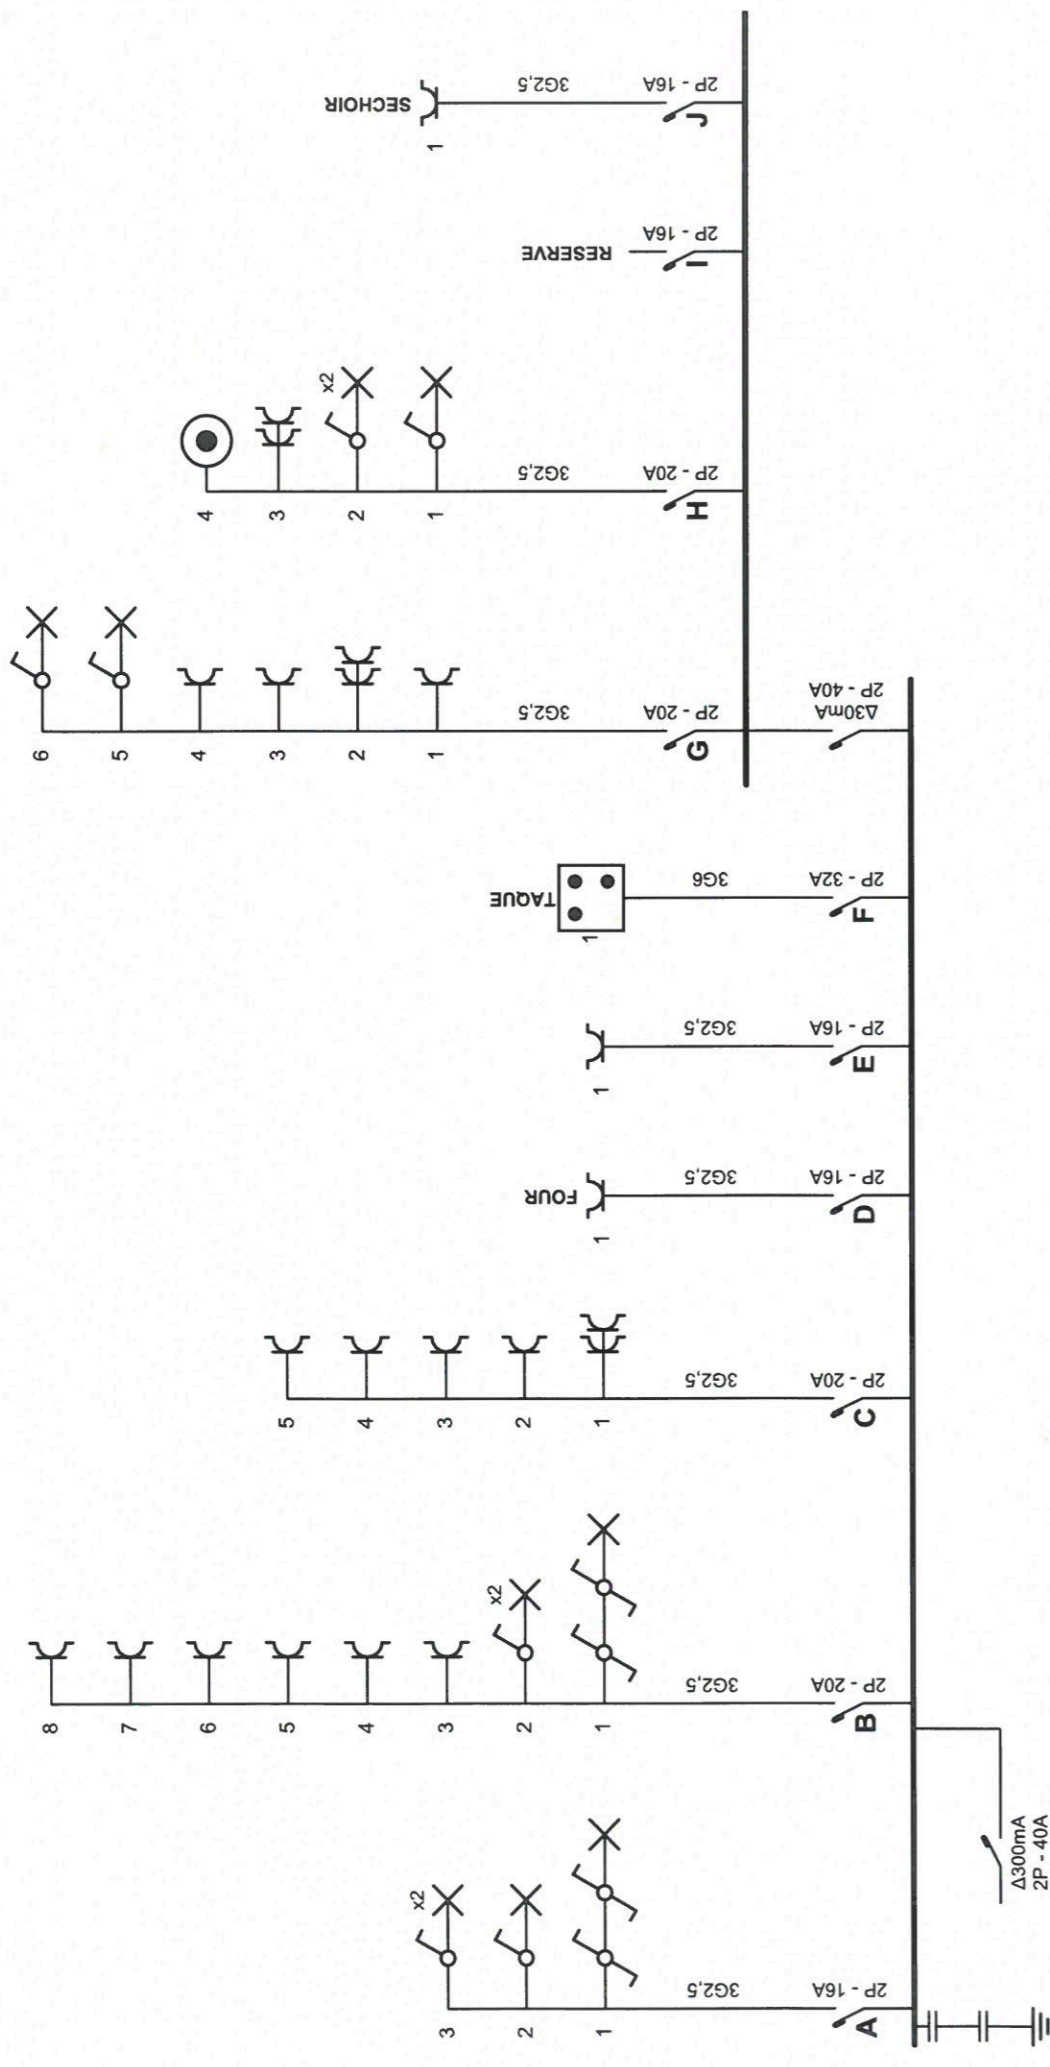 8
7
6
5
4
3
2
x2
1
3G2,5
2P - 20A
B
3
x2
2
1
3G2,5
2P - 16A
A
Δ300mA
2P - 40A
5
4
3
2
1
3G2,5
2P - 20A
C
FOUR
1
3G2,5
2P - 16A
D
1
3G2,5
2P - 16A
E
TAQUE
1
3G6
2P - 32A
F
Δ30mA
2P - 40A
6
5
4
3
2
1
3G2,5
2P - 20A
G
4
3
2
x2
1
3G2,5
2P - 20A
H
RESERVE
2P - 16A
I
SECHOIR
1
3G2,5
2P - 16A
J